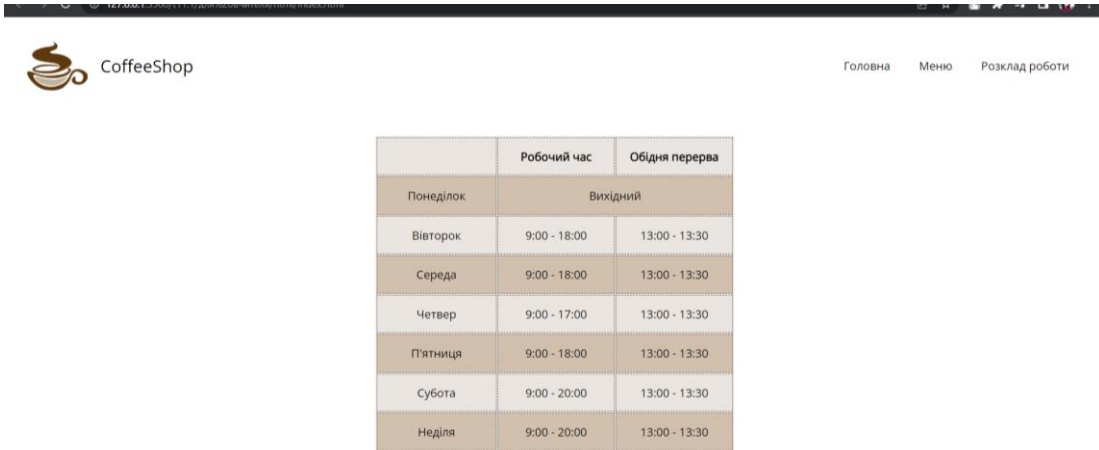 CoffeeShop
Головна Меню Розклад роботи
Робочий час Обідня перерва
Понеділок Вихідний
Вівторок 9:00 - 18:00 13:00 - 13:30
Середа 9:00 - 18:00 13:00 - 13:30
Четвер 9:00 - 17:00 13:00 - 13:30
П'ятниця 9:00 - 18:00 13:00 - 13:30
Субота 9:00 - 20:00 13:00 - 13:30
Неділя 9:00 - 20:00 13:00 - 13:30